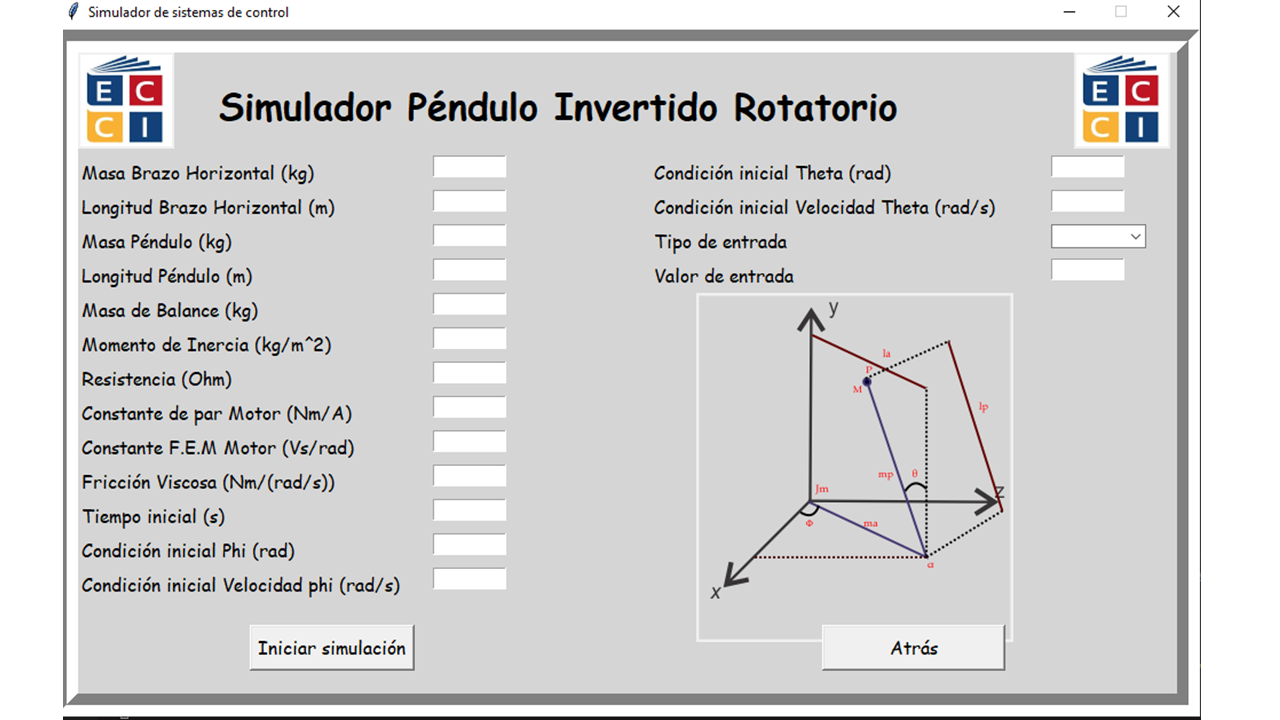 Simulador de sistemas de control
E C
C I
Simulador Péndulo Invertido Rotatorio
E C
C I
Masa Brazo Horizontal (kg)
Longitud Brazo Horizontal (m)
Masa Péndulo (kg)
Longitud Péndulo (m)
Masa de Balance (kg)
Momento de Inercia (kg/m^2)
Resistencia (Ohm)
Constante de par Motor (Nm/A)
Constante F.E.M Motor (Vs/rad)
Fricción Viscosa (Nm/(rad/s))
Tiempo inicial (s)
Condición inicial Phi (rad)
Condición inicial Velocidad phi (rad/s)
Condición inicial Theta (rad)
Condición inicial Velocidad Theta (rad/s)
Tipo de entrada
Valor de entrada
y
la
P
M
lp
mp
θ
Jm
z
Φ
ma
a
x
Iniciar simulación
Atrás